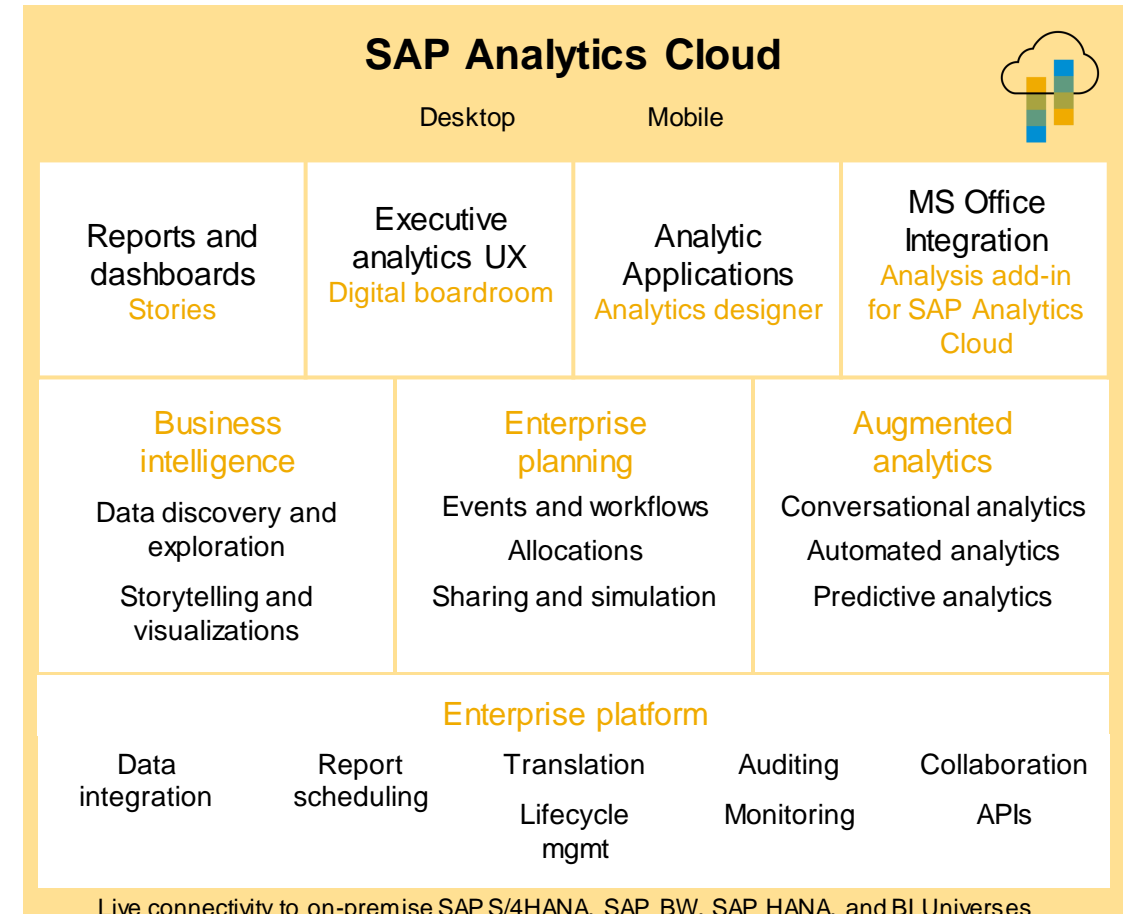 SAP Analytics Cloud
Desktop Mobile
Reports and
dashboards
Stories
Executive
analytics UX
Digital boardroom
Analytic
Applications
Analytics designer
MS Office
Integration
Analysis add-in
for SAP Analytics
Cloud
Business
intelligence
Data discovery and
exploration
Storytelling and
visualizations
Enterprise
planning
Events and workflows
Allocations
Sharing and simulation
Augmented
analytics
Conversational analytics
Automated analytics
Predictive analytics
Enterprise platform
Data
integration
Report
scheduling
Translation
Lifecycle
mgmt
Auditing
Monitoring
Collaboration
APIs
Live connectivity to on-premise SAP S/4HANA, SAP BW, SAP HANA, and BI Universes